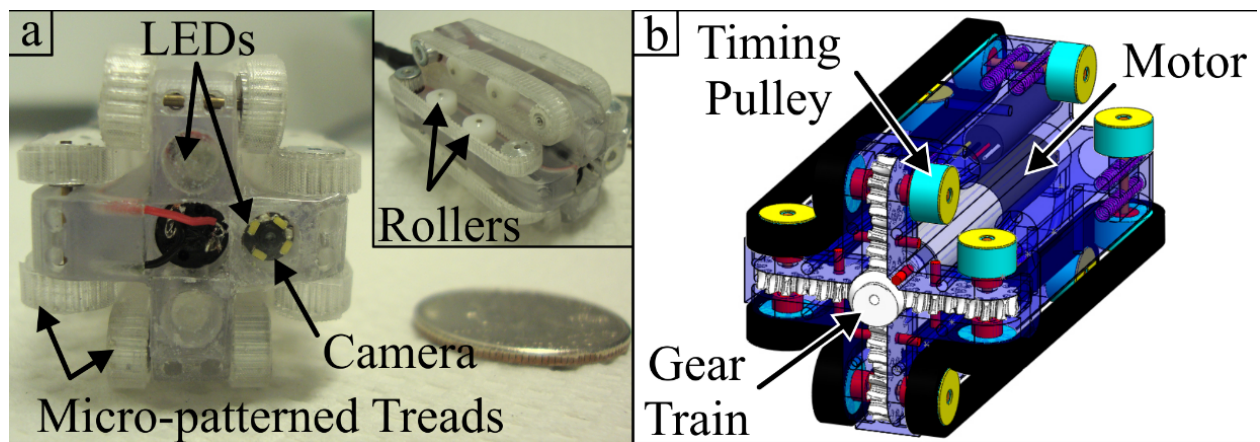 a
LEDs
Rollers
Camera
Micro-patterned Treads
b
Timing
Pulley
Motor
Gear
Train